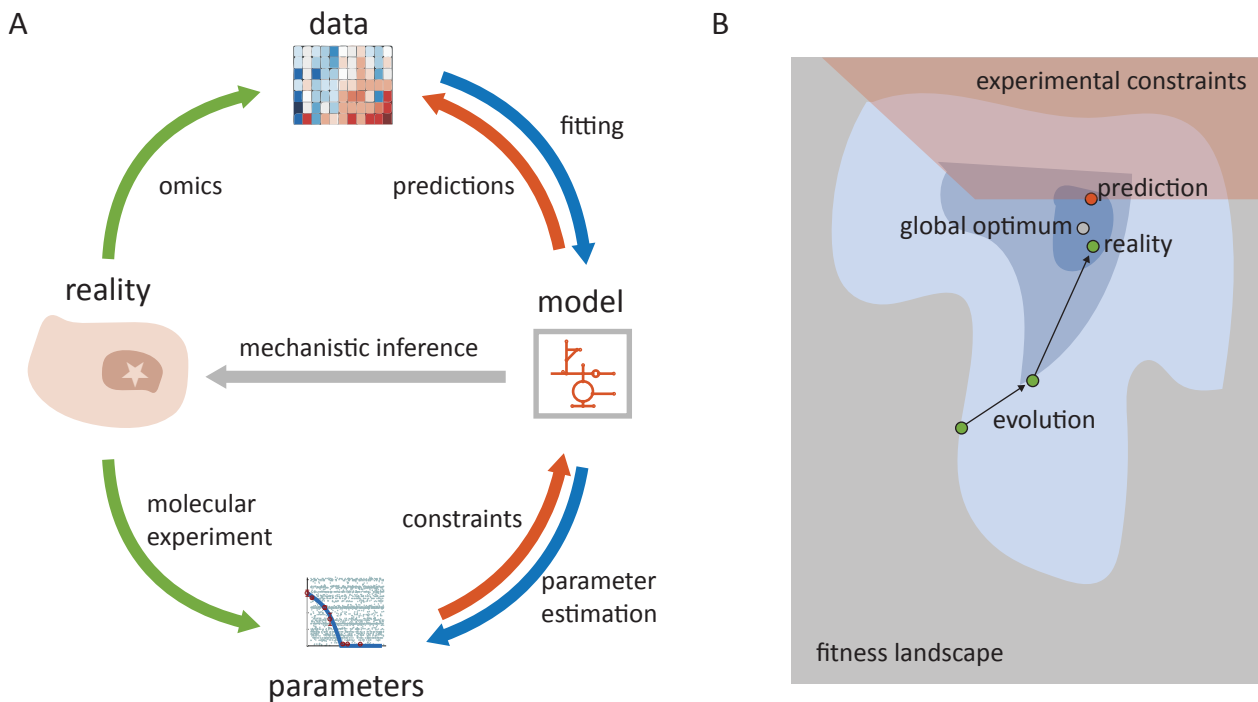 A
data
omics
predictions
fitting
reality
model
mechanistic inference
molecular
experiment
constraints
parameter
estimation
parameters
B
experimental constraints
prediction
global optimum
reality
evolution
fitness landscape